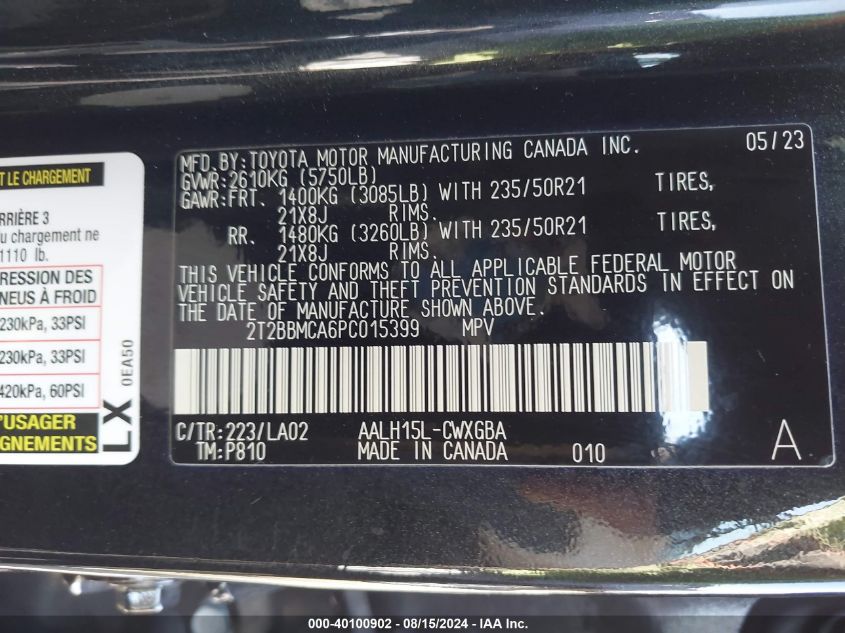 T LE CHARGEMENT
RRIÈRE 3
u chargement ne
1110 lb.
RESSION DES
NEUS À FROID
230kPa, 33PSI
230kPa, 33PSI
420kPa, 60PSI
'USAGER
GNEMENTS
LX
0EA50
MFD.BY:TOYOTA MOTOR MANUFACTURING CANADA INC. 05/23
GVWR:2610KG (5750LB)
GAWR:FRT. 1400KG (3085LB) WITH 235/50R21 TIRES,
21X8J RIMS.
RR. 1480KG (3260LB) WITH 235/50R21 TIRES,
21X8J RIMS.
THIS VEHICLE CONFORMS TO ALL APPLICABLE FEDERAL MOTOR
VEHICLE SAFETY AND THEFT PREVENTION STANDARDS IN EFFECT ON
THE DATE OF MANUFACTURE SHOWN ABOVE.
2T2BBMCA6PC015399 MPV
C/TR:223/LA02 AALH15L-CWXGBA
TM:P810 MADE IN CANADA 010 A
000-40100902 - 08/15/2024 - IAA Inc.